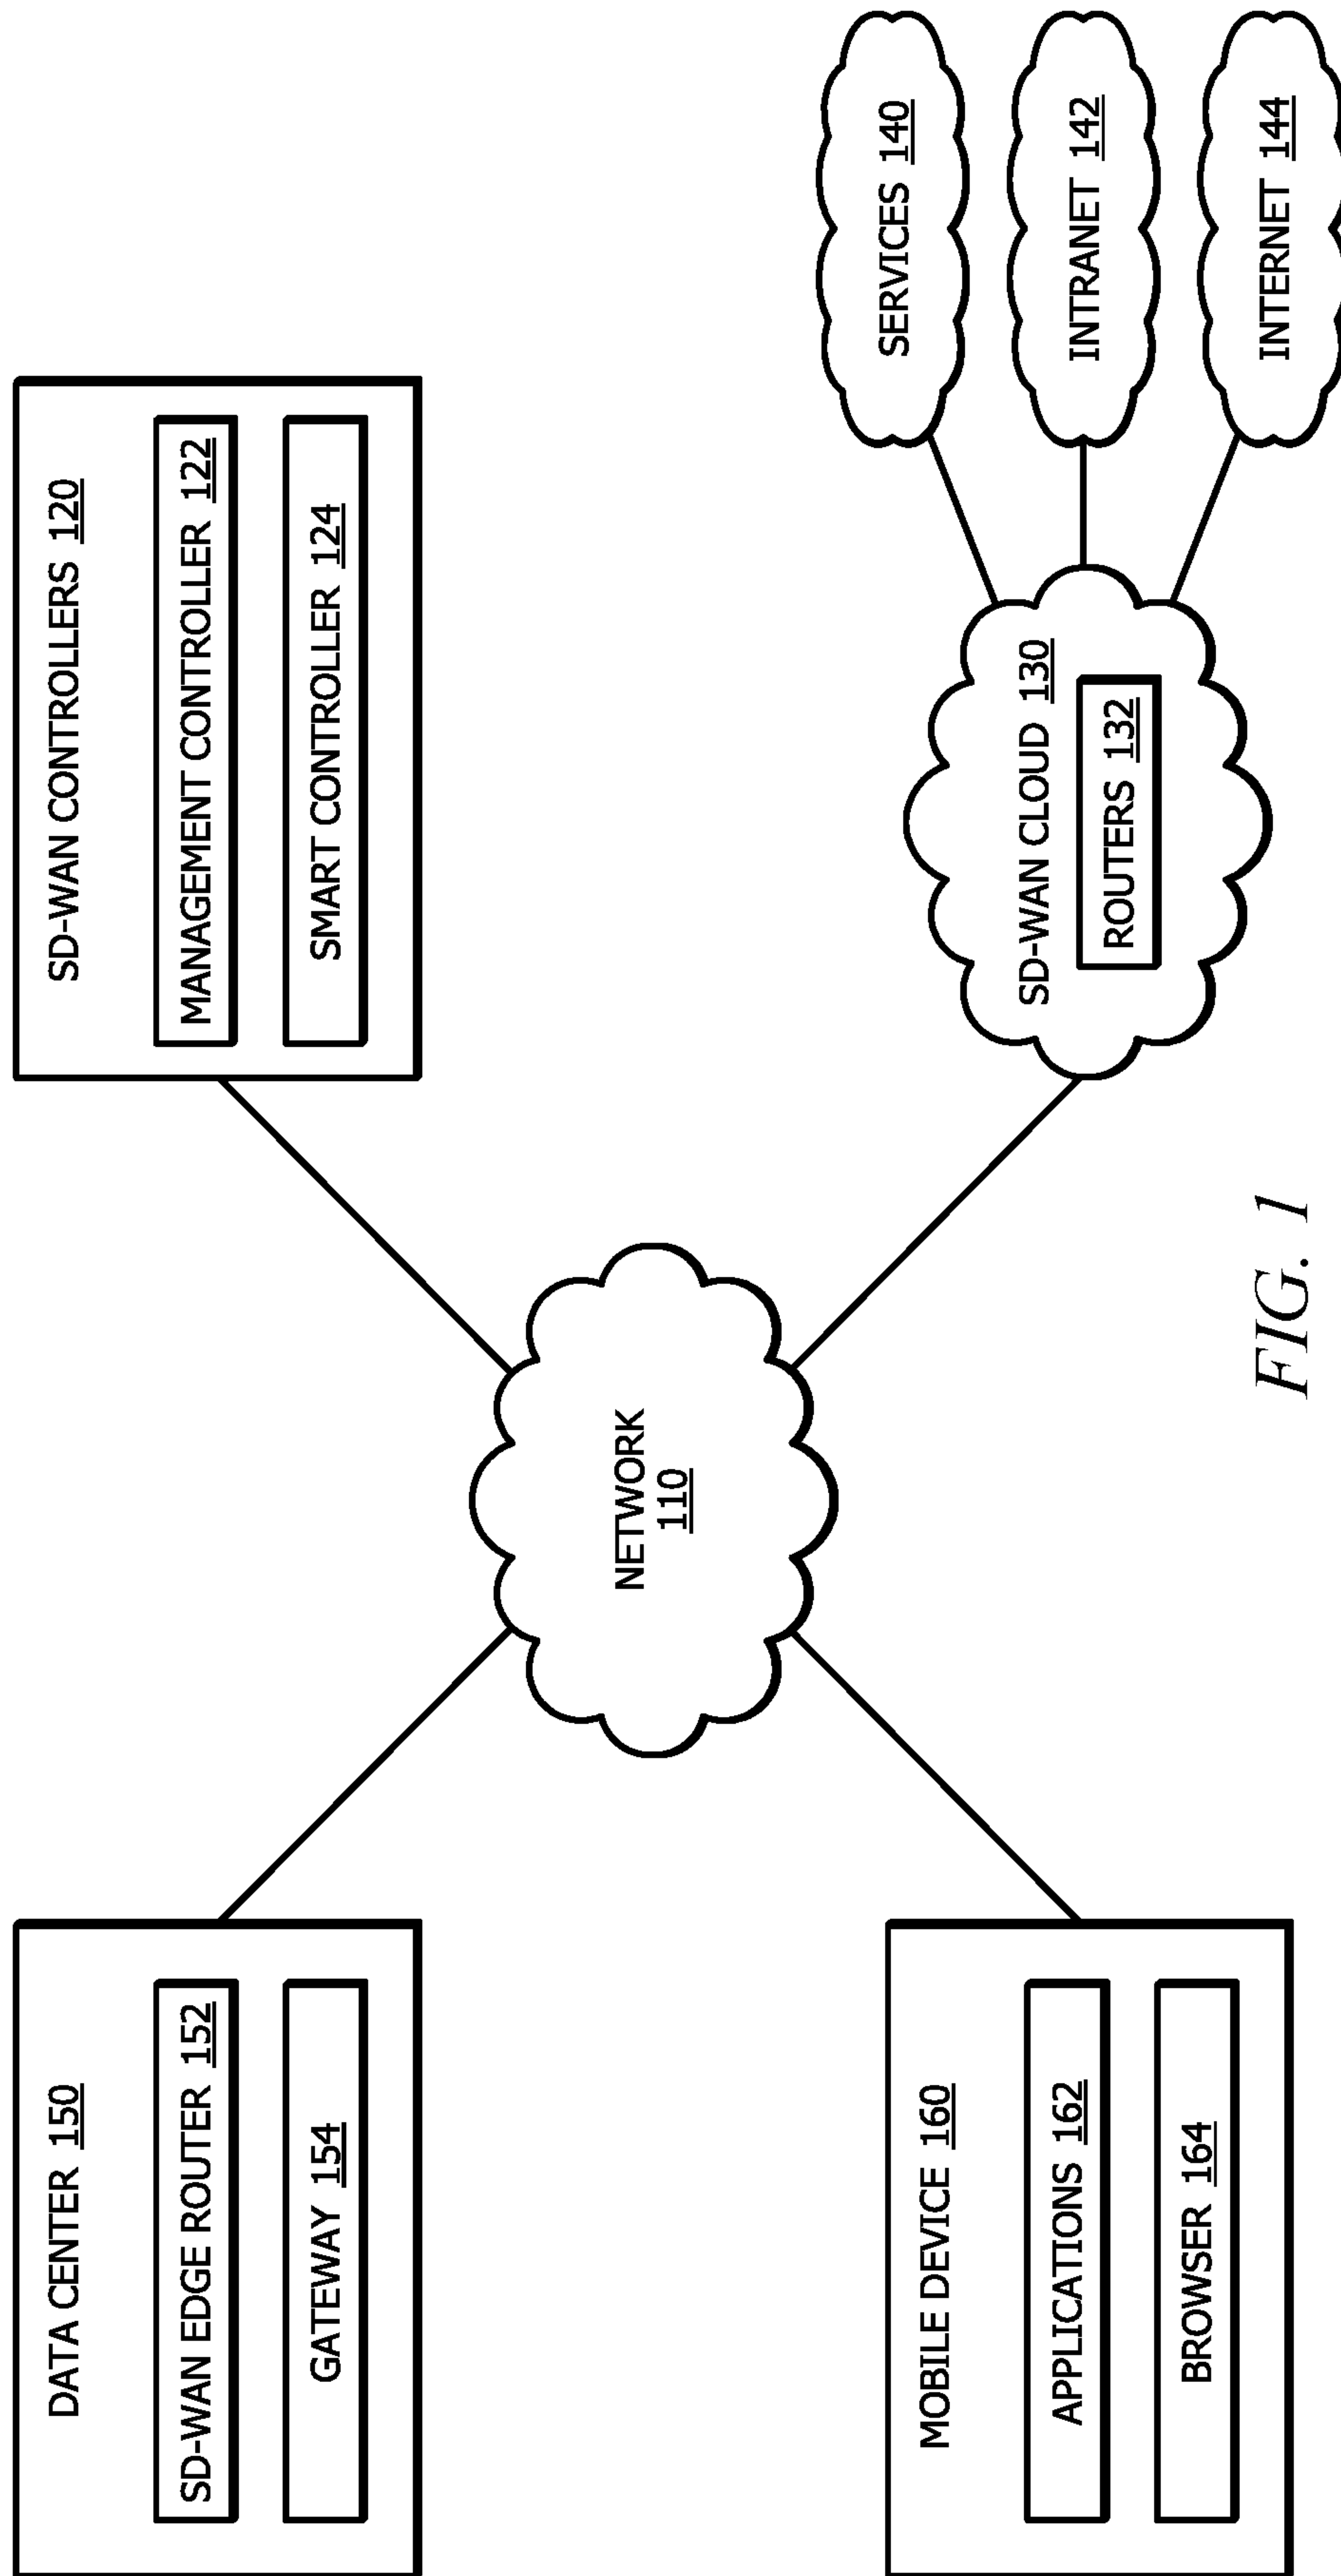 DATA CENTER 150
SD-WAN EDGE ROUTER 152
GATEWAY 154
SD-WAN CONTROLLERS 120
MANAGEMENT CONTROLLER 122
SMART CONTROLLER 124
NETWORK
110
MOBILE DEVICE 160
APPLICATIONS 162
BROWSER 164
SD-WAN CLOUD 130
ROUTERS 132
SERVICES 140
INTRANET 142
INTERNET 144
FIG. 1